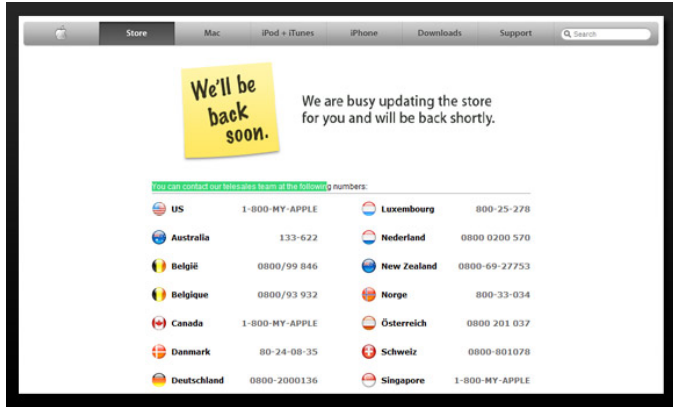 Store Mac iPod + iTunes iPhone Downloads Support Search
We'll be
back
soon.
We are busy updating the store
for you and will be back shortly.
You can contact our telesales team at the following numbers:
US 1-800-MY-APPLE Luxembourg 800-25-278
Australia 133-622 Nederland 0800 0200 570
België 0800/99 846 New Zealand 0800-69-27753
Belgique 0800/93 932 Norge 800-33-034
Canada 1-800-MY-APPLE Österreich 0800 201 037
Danmark 80-24-08-35 Schweiz 0800-801078
Deutschland 0800-2000136 Singapore 1-800-MY-APPLE